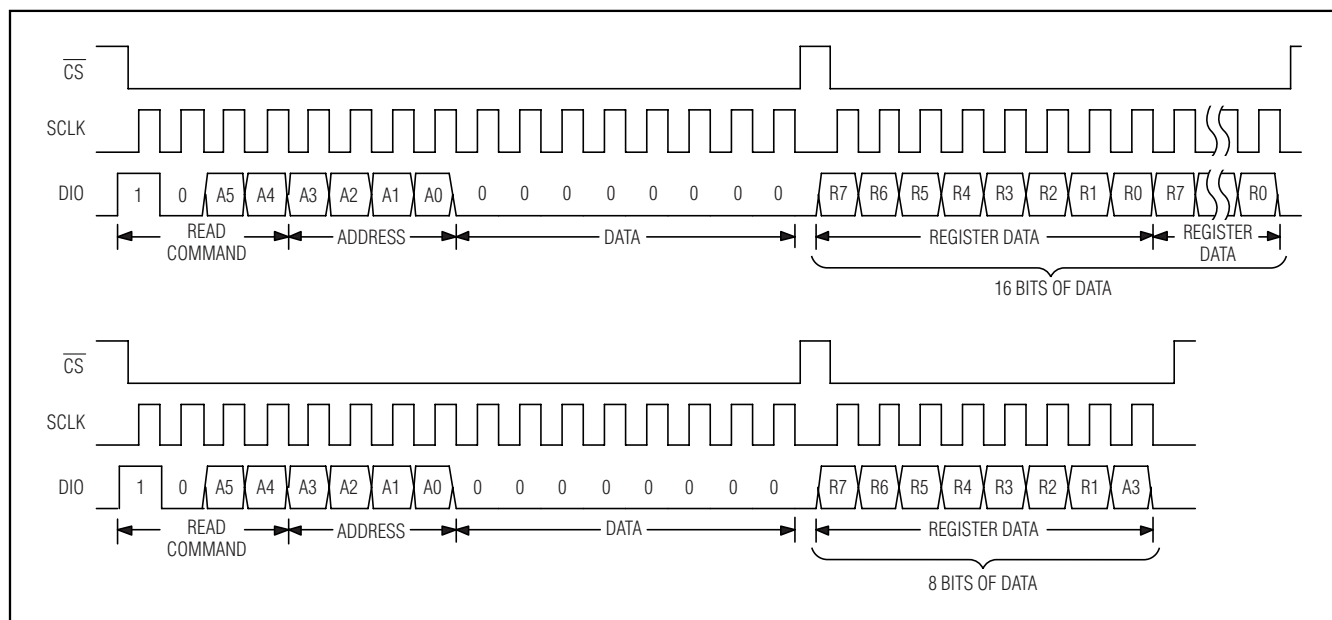 CS
SCLK
DIO 1 0 A5 A4 A3 A2 A1 A0 0 0 0 0 0 0 0 0 R7 R6 R5 R4 R3 R2 R1 R0 R7 R0
READ COMMAND ADDRESS DATA REGISTER DATA REGISTER DATA
16 BITS OF DATA
CS
SCLK
DIO 1 0 A5 A4 A3 A2 A1 A0 0 0 0 0 0 0 0 0 R7 R6 R5 R4 R3 R2 R1 A3
READ COMMAND ADDRESS DATA REGISTER DATA
8 BITS OF DATA